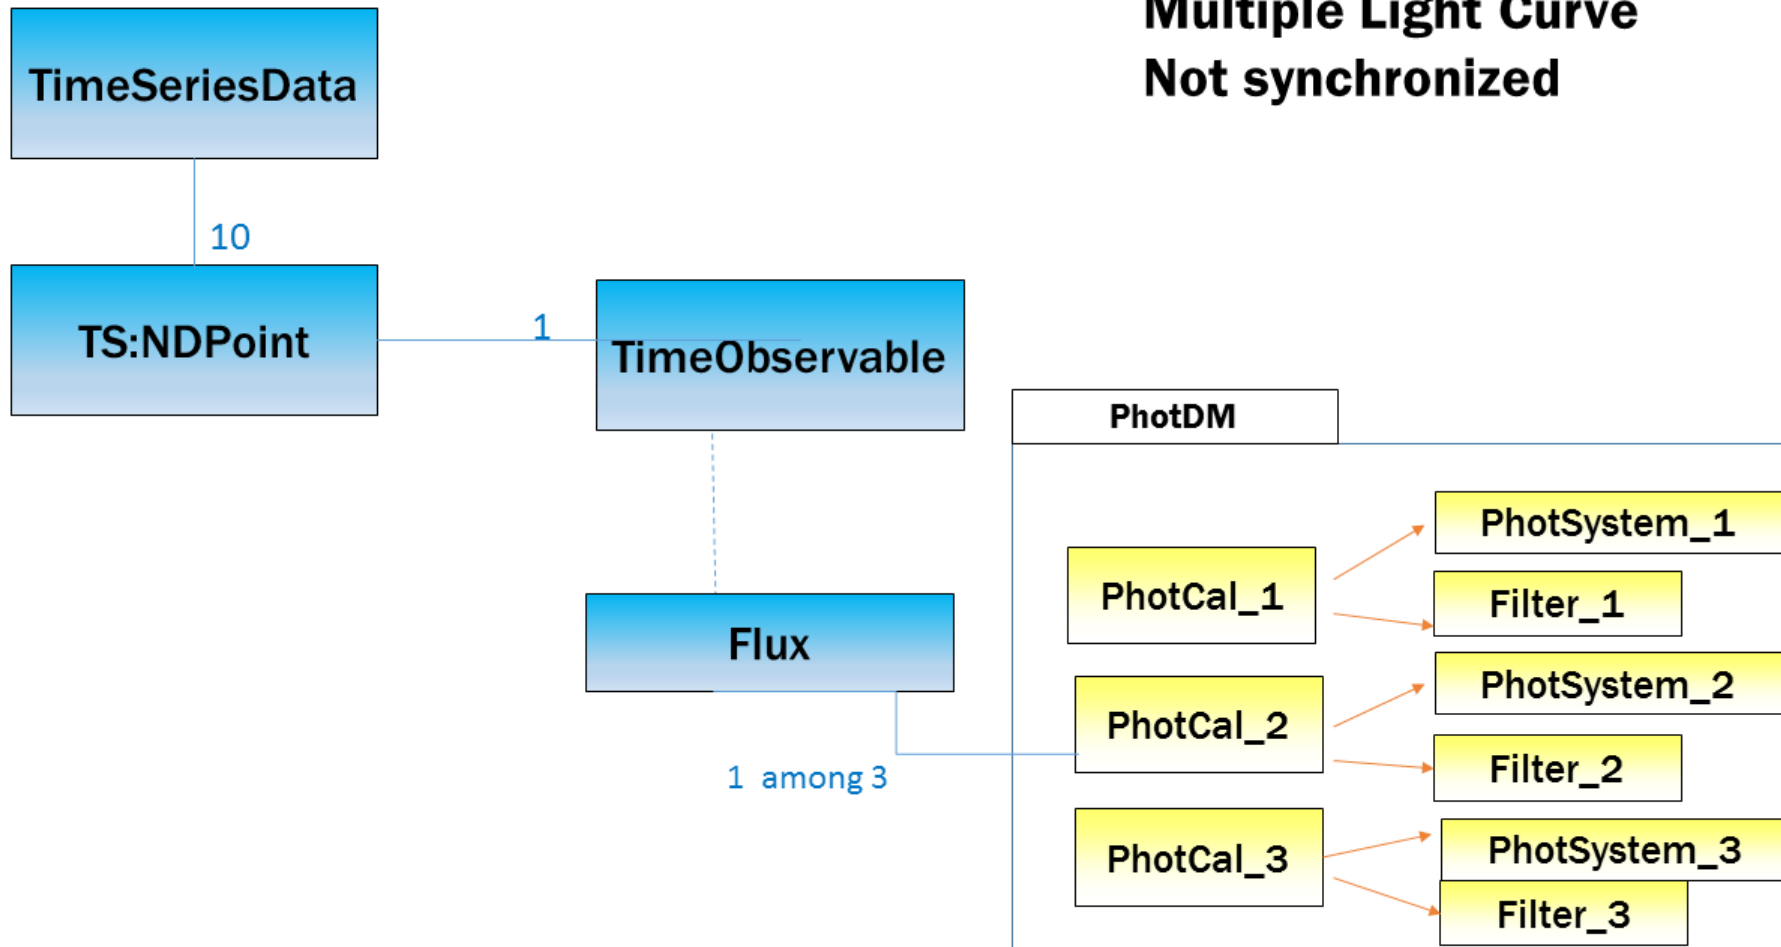 Multiple Light Curve
Not synchronized
TimeSeriesData
10
TS:NDPoint
1
TimeObservable
Flux
1 among 3
PhotDM
PhotCal_1
PhotSystem_1
Filter_1
PhotCal_2
PhotSystem_2
Filter_2
PhotCal_3
PhotSystem_3
Filter_3